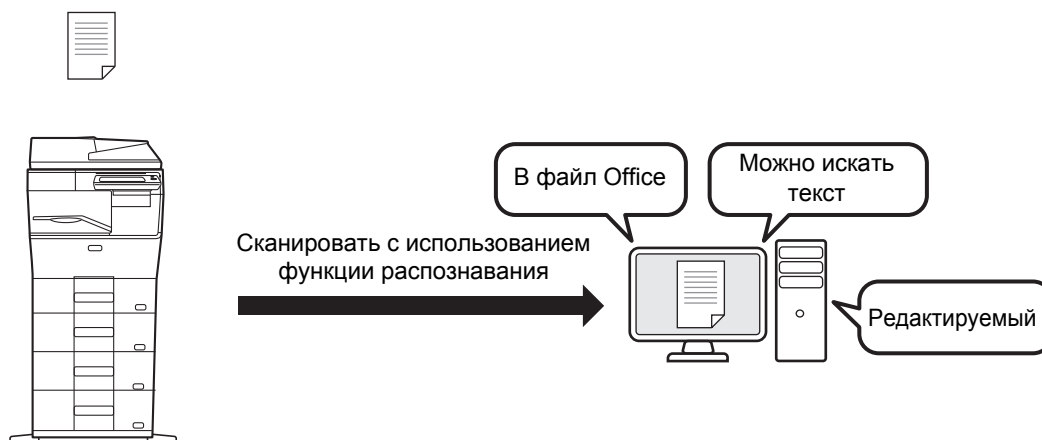 В файл Office
Можно искать
текст
Сканировать с использованием
функции распознавания
Редактируемый